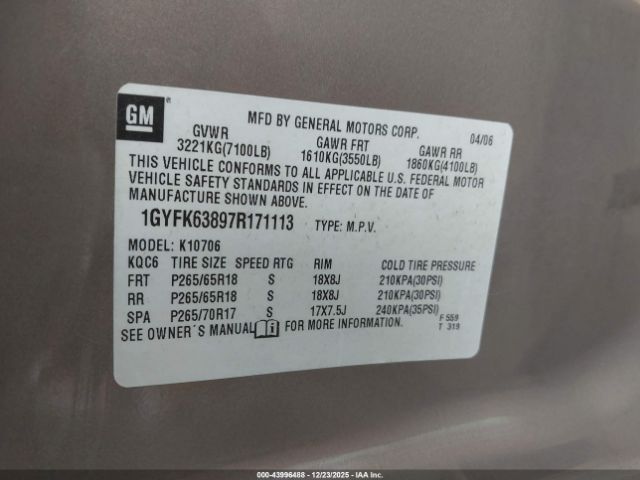 GM ®
MFD BY GENERAL MOTORS CORP. 04/06
GVWR GAWR FRT GAWR RR
3221KG(7100LB) 1610KG(3550LB) 1860KG(4100LB)
THIS VEHICLE CONFORMS TO ALL APPLICABLE U.S. FEDERAL MOTOR
VEHICLE SAFETY STANDARDS IN EFFECT ON THE DATE OF
MANUFACTURE SHOWN ABOVE.
1GYFK63897R171113 TYPE: M.P.V.
MODEL: K10706
KQC6 TIRE SIZE SPEED RTG RIM COLD TIRE PRESSURE
FRT P265/65R18 S 18X8J 210KPA(30PSI)
RR P265/65R18 S 18X8J 210KPA(30PSI)
SPA P265/70R17 S 17X7.5J 240KPA(35PSI)
F 559
SEE OWNER'S MANUAL FOR MORE INFORMATION. T 319
000-43996488 - 12/23/2025 - IAA, Inc.